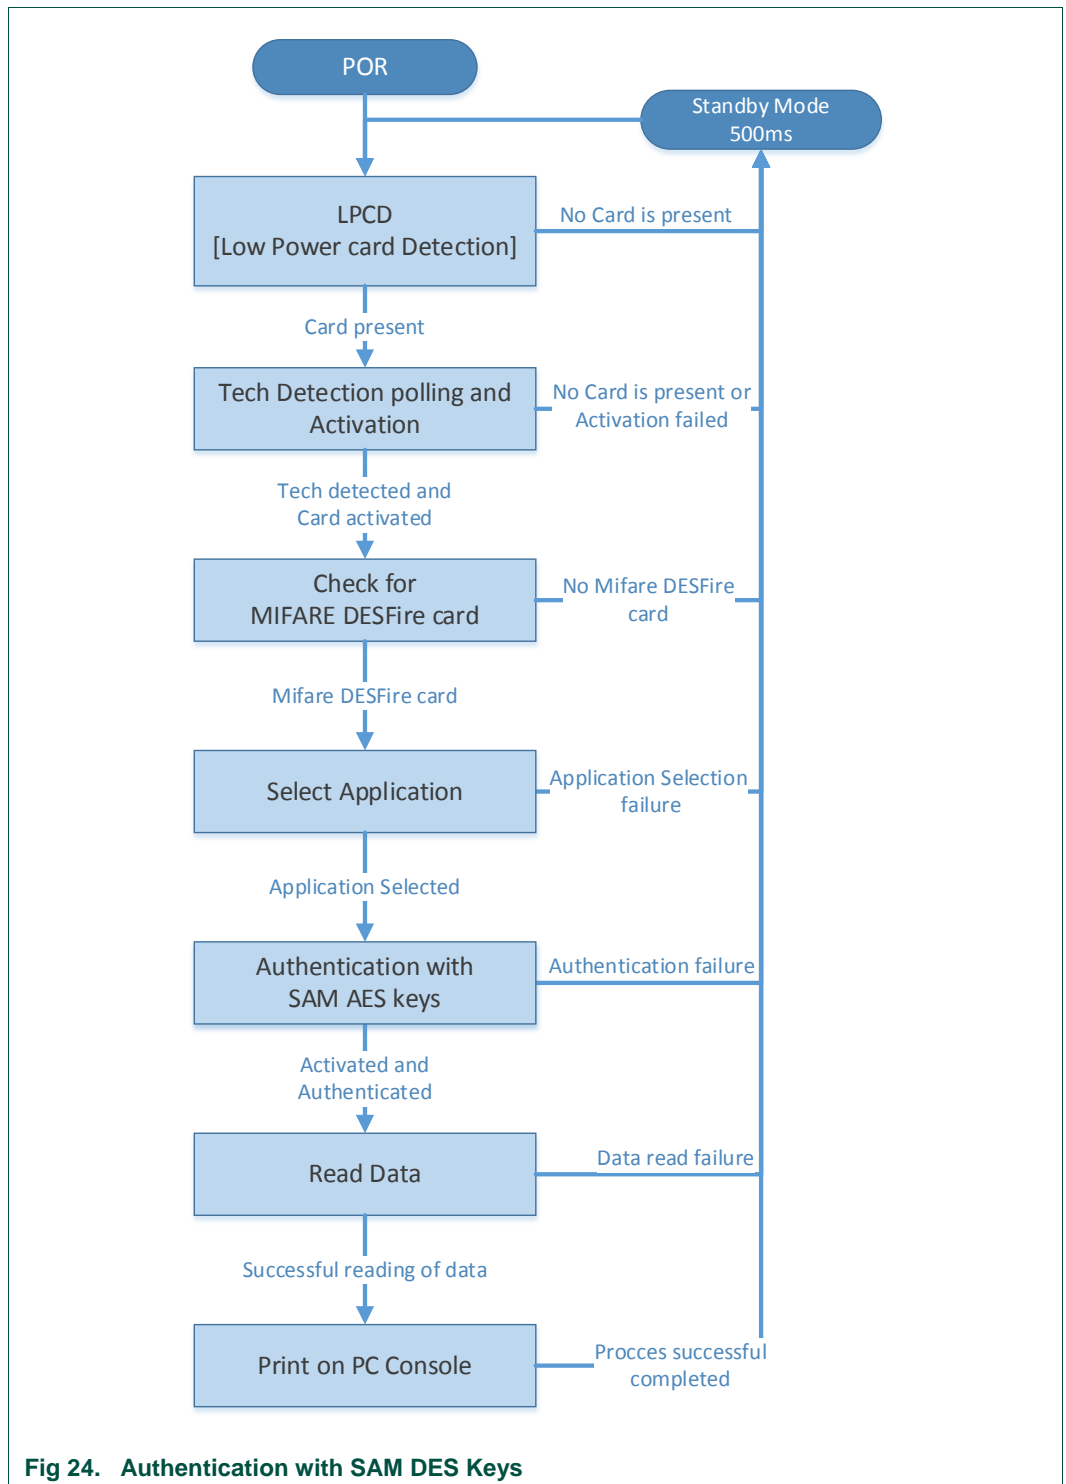 POR
Standby Mode
500ms
LPCD
[Low Power card Detection]
No Card is present
Card present
Tech Detection polling and
Activation
No Card is present or
Activation failed
Tech detected and
Card activated
Check for
MIFARE DESFire card
No Mifare DESFire
card
Mifare DESFire card
Select Application
Application Selection
failure
Application Selected
Authentication with
SAM AES keys
Authentication failure
Activated and
Authenticated
Read Data
Data read failure
Successful reading of data
Print on PC Console
Procces successful
completed
Fig 24. Authentication with SAM DES Keys